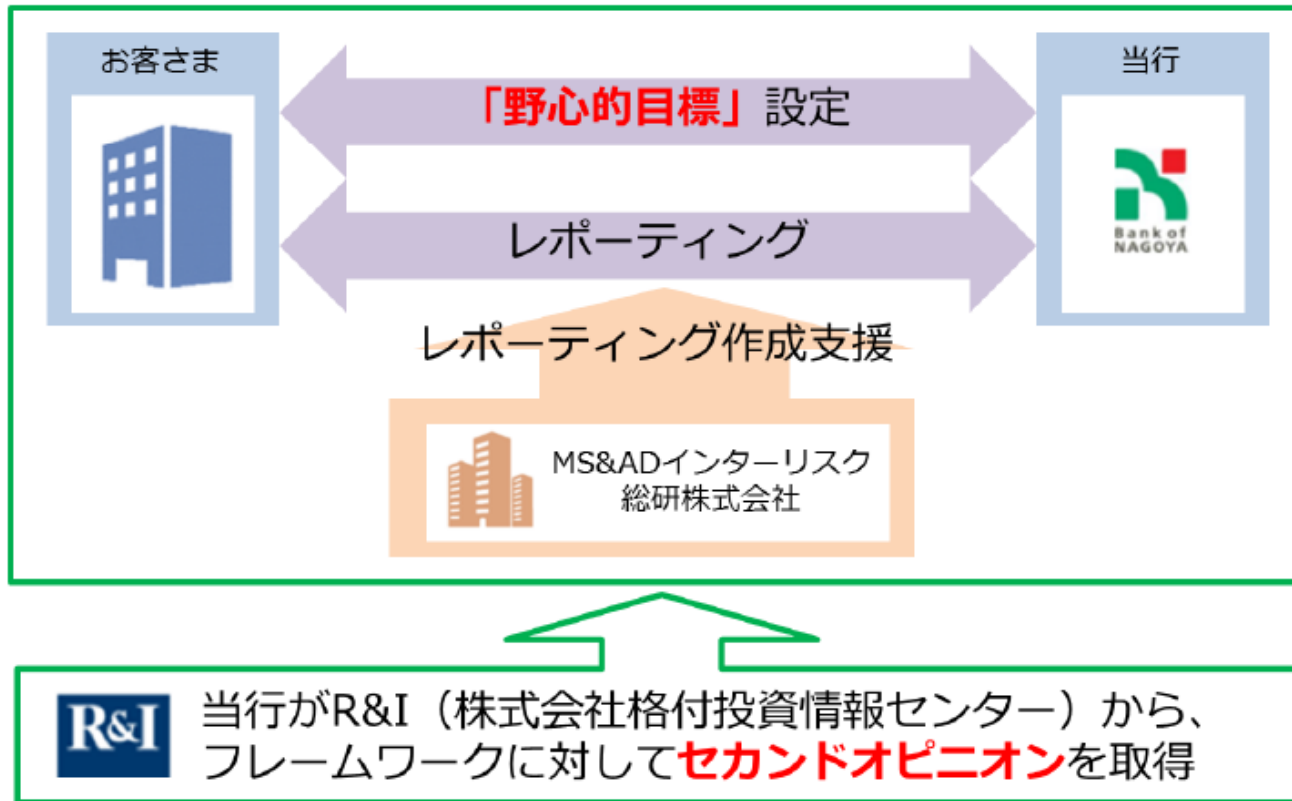 お客さま
当行
「野心的目標」設定
Bank of
NAGOYA
レポーティング
レポーティング作成支援
MS&ADインターリスク
総研株式会社
R&I
当行がR&I（株式会社格付投資情報センター）から、
フレームワークに対してセカンドオピニオンを取得